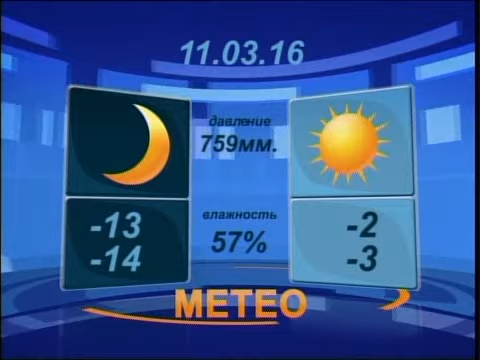 11.03.16
давление
759мм.
-13
-14
влажность
57%
-2
-3
МЕТЕО